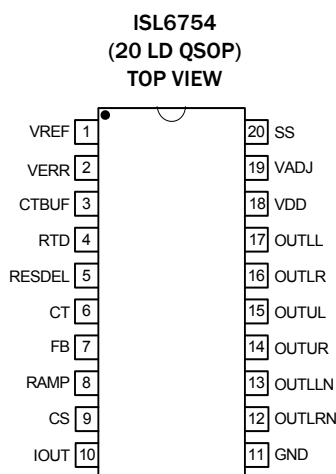 ISL6754
(20 LD QSOP)
TOP VIEW
VREF 1 20 SS
VERR 2 19 VADJ
CTBUF 3 18 VDD
RTD 4 17 OUTLL
RESDEL 5 16 OUTLR
CT 6 15 OUTUL
FB 7 14 OUTUR
RAMP 8 13 OUTLLN
CS 9 12 OUTLRN
IOUT 10 11 GND